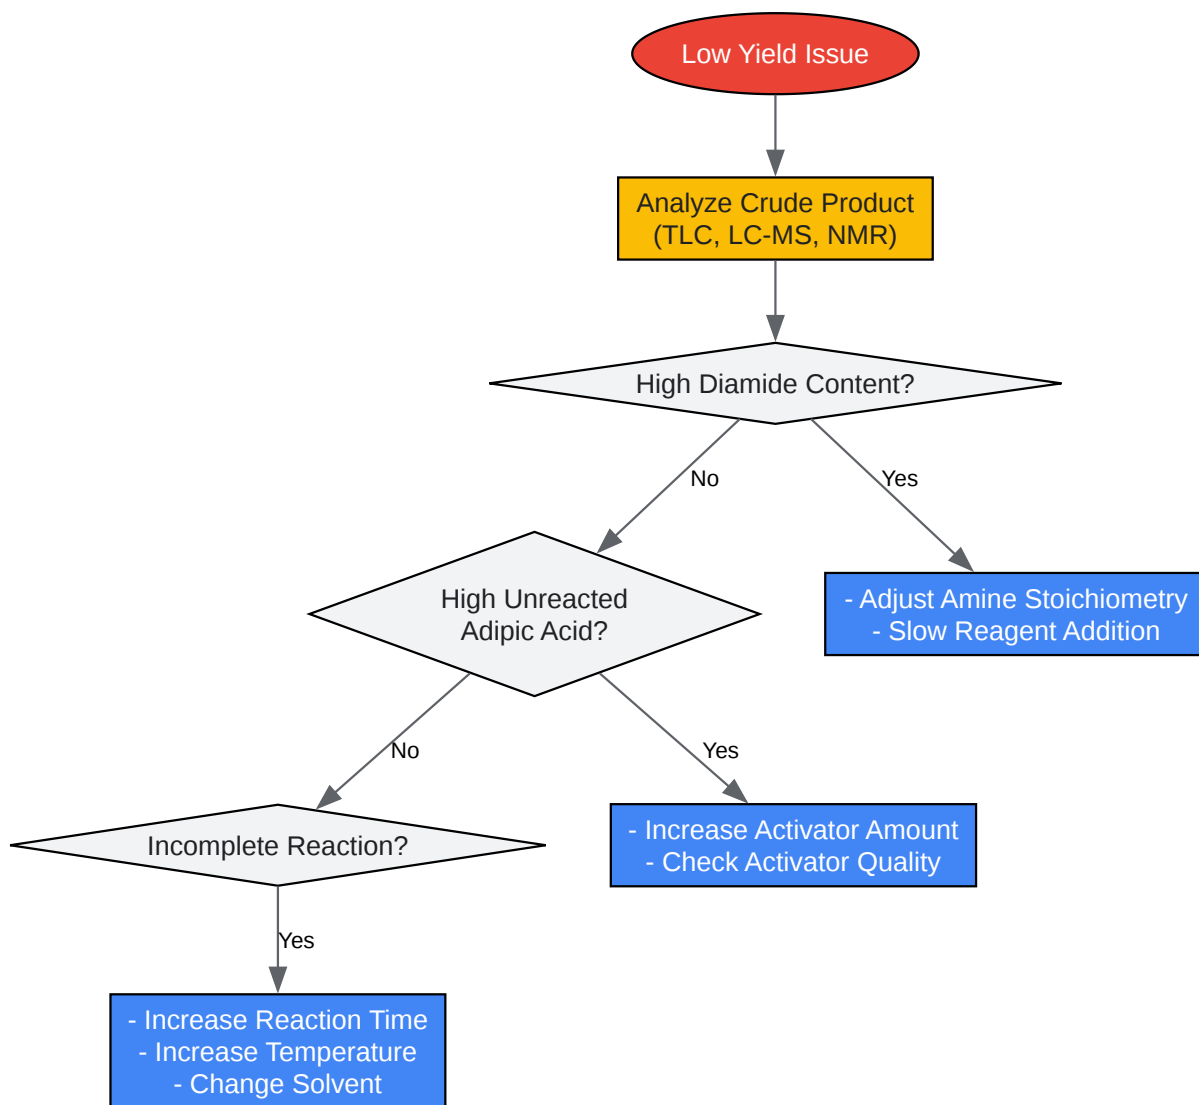 Low Yield Issue
Analyze Crude Product
(TLC, LC-MS, NMR)
High Diamide Content?
No
Yes
High Unreacted
Adipic Acid?
- Adjust Amine Stoichiometry
- Slow Reagent Addition
No
Yes
Incomplete Reaction?
- Increase Activator Amount
- Check Activator Quality
Yes
- Increase Reaction Time
- Increase Temperature
- Change Solvent